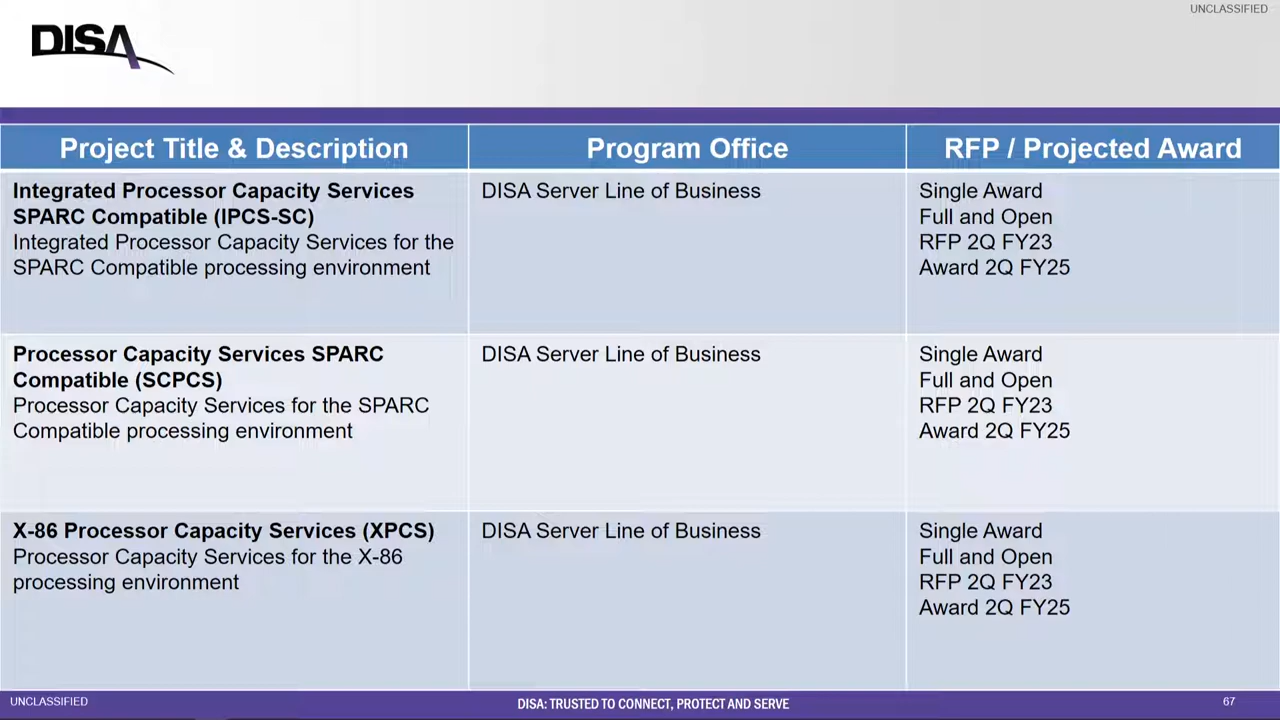 UNCLASSIFIED
DISA
Project Title & Description
Program Office
RFP / Projected Award
Integrated Processor Capacity Services
SPARC Compatible (IPCS-SC)
Integrated Processor Capacity Services for the
SPARC Compatible processing environment
DISA Server Line of Business
Single Award
Full and Open
RFP 2Q FY23
Award 2Q FY25
Processor Capacity Services SPARC
Compatible (SCPCS)
Processor Capacity Services for the SPARC
Compatible processing environment
DISA Server Line of Business
Single Award
Full and Open
RFP 2Q FY23
Award 2Q FY25
X-86 Processor Capacity Services (XPCS)
Processor Capacity Services for the X-86
processing environment
DISA Server Line of Business
Single Award
Full and Open
RFP 2Q FY23
Award 2Q FY25
UNCLASSIFIED
DISA: TRUSTED TO CONNECT, PROTECT AND SERVE
67